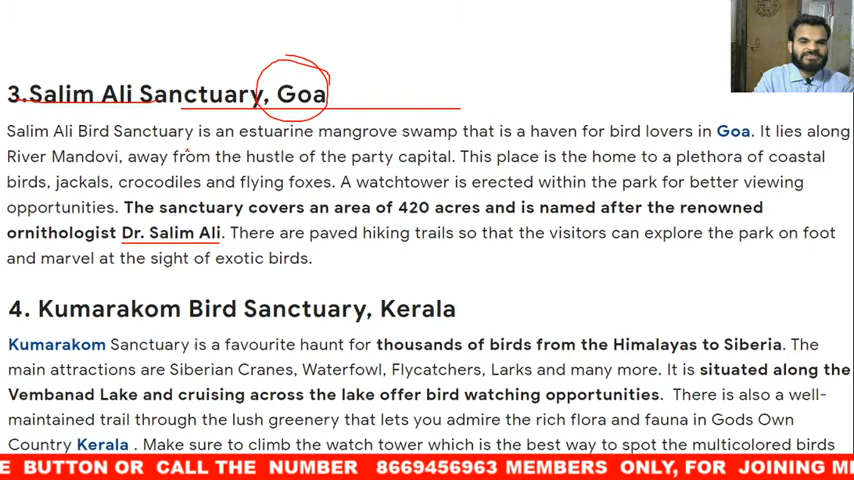 3.Salim Ali Sanctuary, Goa
Salim Ali Bird Sanctuary is an estuarine mangrove swamp that is a haven for bird lovers in Goa. It lies along
River Mandovi, away from the hustle of the party capital. This place is the home to a plethora of coastal
birds, jackals, crocodiles and flying foxes. A watchtower is erected within the park for better viewing
opportunities. The sanctuary covers an area of 420 acres and is named after the renowned
ornithologist Dr. Salim Ali. There are paved hiking trails so that the visitors can explore the park on foot
and marvel at the sight of exotic birds.
4. Kumarakom Bird Sanctuary, Kerala
Kumarakom Sanctuary is a favourite haunt for thousands of birds from the Himalayas to Siberia. The
main attractions are Siberian Cranes, Waterfowl, Flycatchers, Larks and many more. It is situated along the
Vembanad Lake and cruising across the lake offer bird watching opportunities. There is also a well-
maintained trail through the lush greenery that lets you admire the rich flora and fauna in Gods Own
Country Kerala . Make sure to climb the watch tower which is the best way to spot the multicolored birds
E BUTTON OR CALL THE NUMBER 8669456963 MEMBERS ONLY, FOR JOINING ME